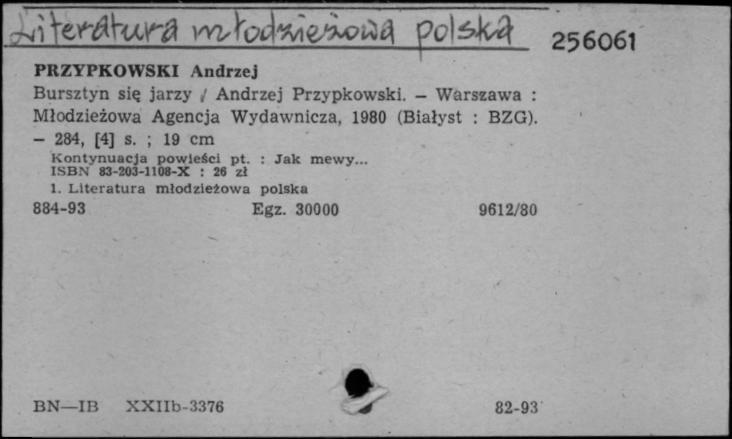 Literatura młodzieżowa polska 256061
PRZYPKOWSKI Andrzej
Bursztyn się jarzy / Andrzej Przypkowski. — Warszawa :
Młodzieżowa Agencja Wydawnicza, 1980 (Białyst : BZG).
— 284, [4] s. ; 19 cm
Kontynuacja powieści pt. : Jak mewy...
ISBN 83-203-1108-X : 26 zł
1. Literatura młodzieżowa polska
884-93 Egz. 30000 9612/80
BN—IB XXIIb-3376 82-93